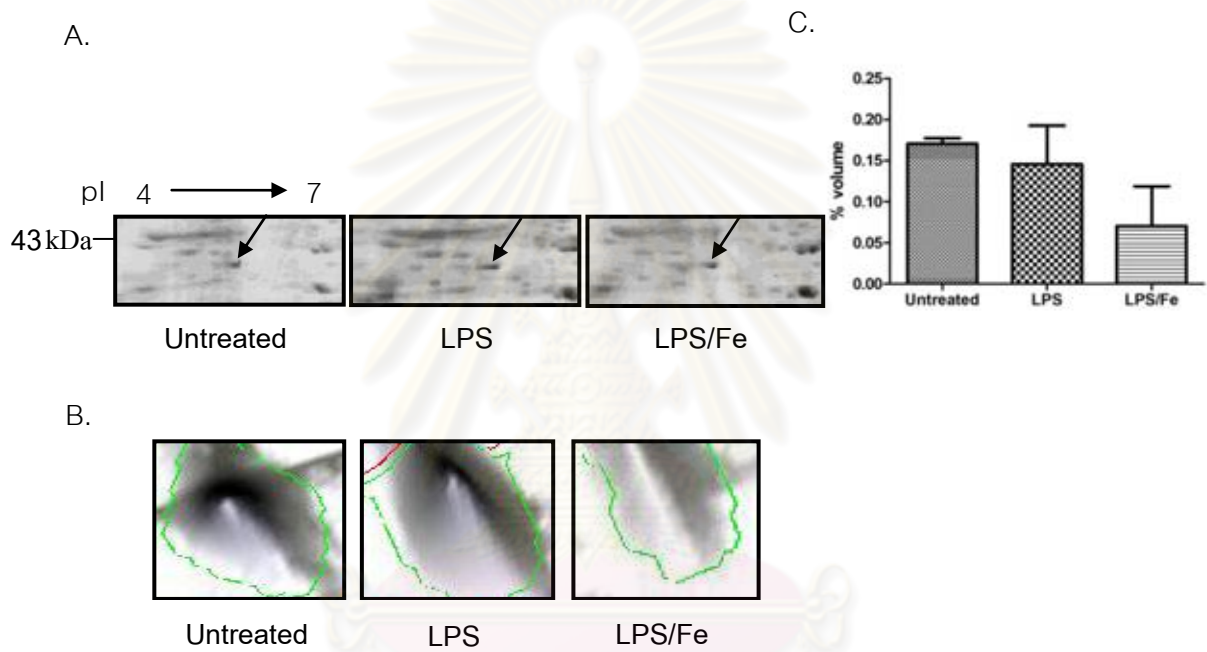 A.
pI 4 7
43 kDa
Untreated LPS LPS/Fe
B.
Untreated LPS LPS/Fe
C.
% volume
0.25
0.20
0.15
0.10
0.05
0.00
Untreated LPS LPS/Fe